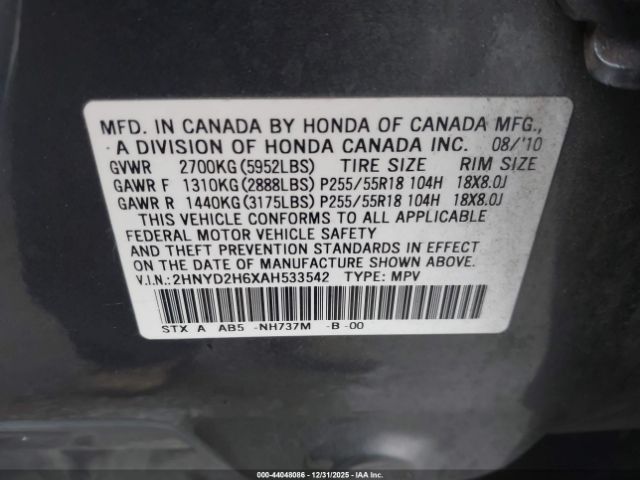 MFD. IN CANADA BY HONDA OF CANADA MFG.,
A DIVISION OF HONDA CANADA INC. 08/'10
GVWR 2700KG(5952LBS) TIRE SIZE RIM SIZE
GAWR F 1310KG(2888LBS) P255/55R18 104H 18X8.0J
GAWR R 1440KG(3175LBS) P255/55R18 104H 18X8.0J
THIS VEHICLE CONFORMS TO ALL APPLICABLE
FEDERAL MOTOR VEHICLE SAFETY
AND THEFT PREVENTION STANDARDS IN EFFECT
ON THE DATE OF MANUFACTURE SHOWN ABOVE.
V.I.N.: 2HNYD2H6XAH533542 TYPE: MPV
STX A AB5 -NH737M -B -00
000-44048086 - 12/31/2025 - IAA Inc.